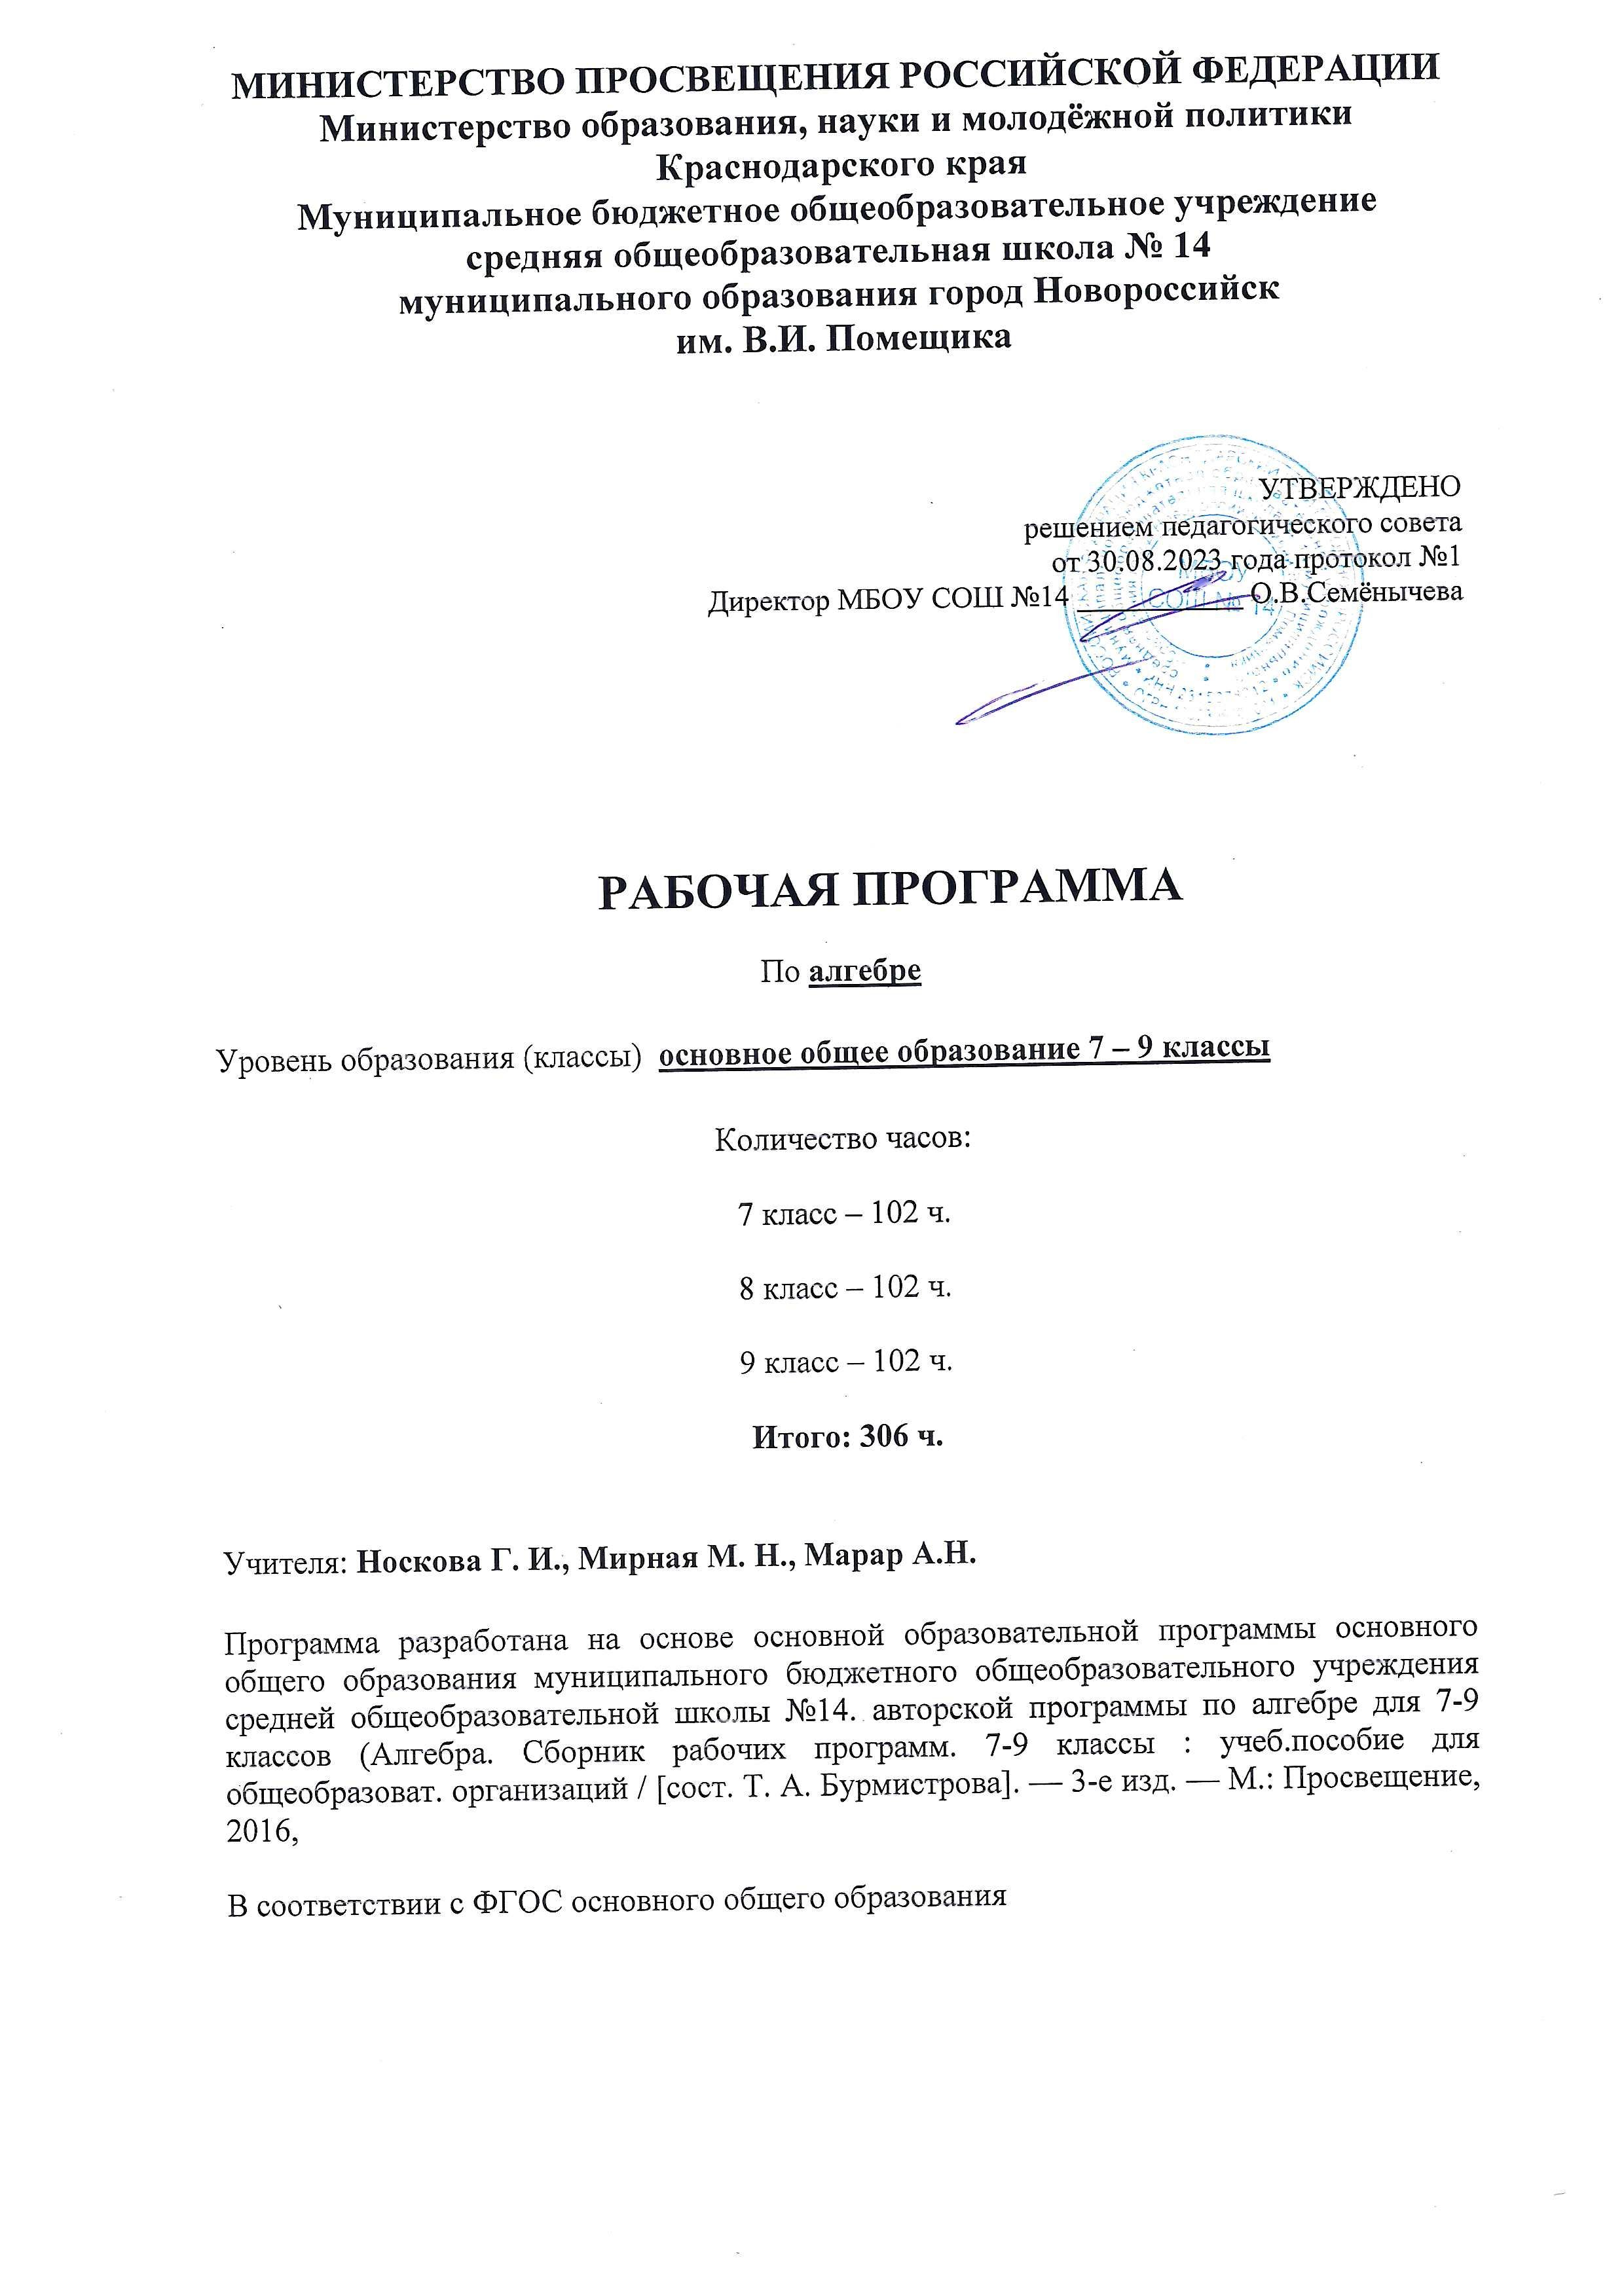 МИНИСТЕРСТВО ПРОСВЕЩЕНИЯ РОССИЙСКОЙ ФЕДЕРАЦИИ
Министерство образования, науки и молодёжной политики
Краснодарского края
Муниципальное бюджетное общеобразовательное учреждение
средняя общеобразовательная школа № 14
муниципального образования город Новороссийск
им. В.И. Помещика
УТВЕРЖДЕНО
решением педагогического совета
от 30.08.2023 года протокол №1
Директор МБОУ СОШ №14 ____________О.В.Семёнычева
МБОУ
СОШ № 14
РАБОЧАЯ ПРОГРАММА
По алгебре
Уровень образования (классы) основное общее образование 7 – 9 классы
Количество часов:
7 класс – 102 ч.
8 класс – 102 ч.
9 класс – 102 ч.
Итого: 306 ч.
Учителя: Носкова Г. И., Мирная М. Н., Марар А.Н.
Программа разработана на основе основной образовательной программы основного
общего образования муниципального бюджетного общеобразовательного учреждения
средней общеобразовательной школы №14. авторской программы по алгебре для 7-9
классов (Алгебра. Сборник рабочих программ. 7-9 классы : учеб.пособие для
общеобразоват. организаций / [сост. Т. А. Бурмистрова]. — 3-е изд. — М.: Просвещение,
2016,
В соответствии с ФГОС основного общего образования